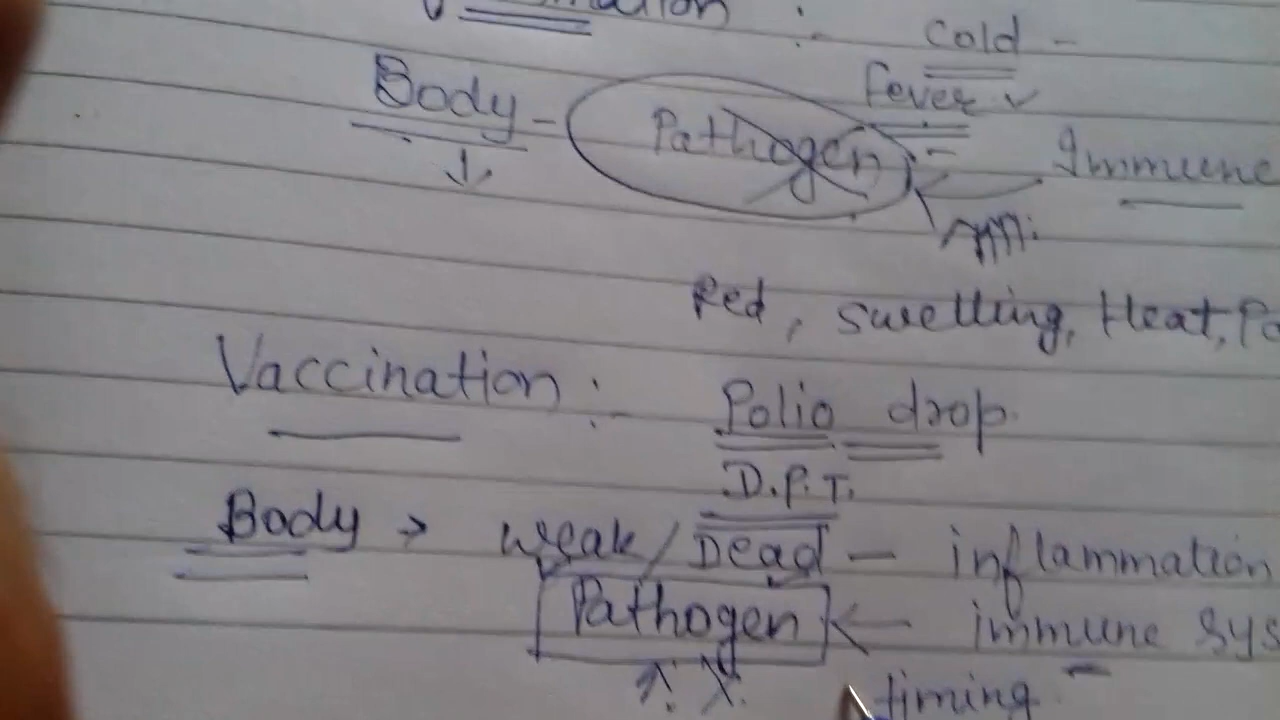 Cold -
Fever ✓
Body - Pathogen
Immune
Red, swelling, Heat,
Vaccination :- Polio drop
D.P.T.
Body → weak/Dead - inflammation
Pathogen ← immune sys
timing